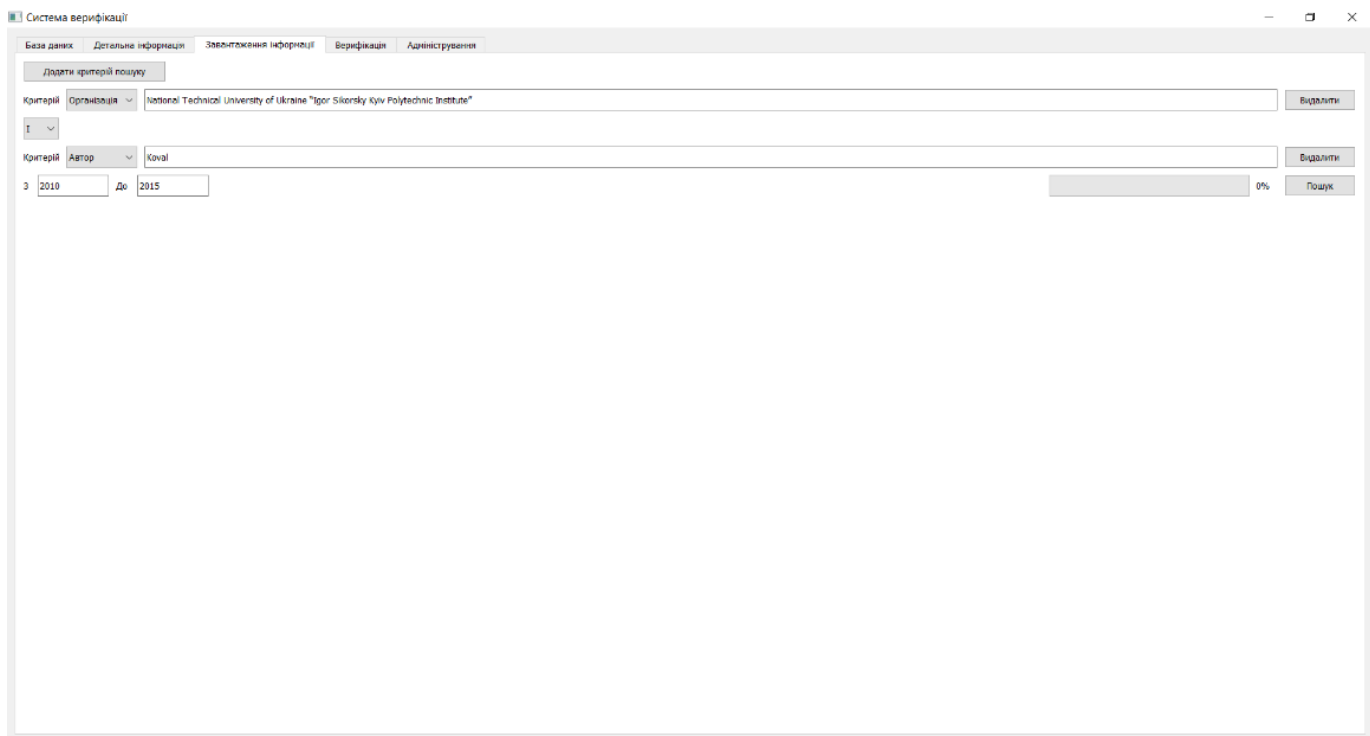 Система верифікації
База даних Детальна інформація Завантаження інформації Верифікація Адміністрування
Додати критерій пошуку
Критерій Організація National Technical University of Ukraine "Igor Sikorsky Kyiv Polytechnic Institute" Видалити
І
Критерій Автор Koval Видалити
З 2010 До 2015 0% Пошук